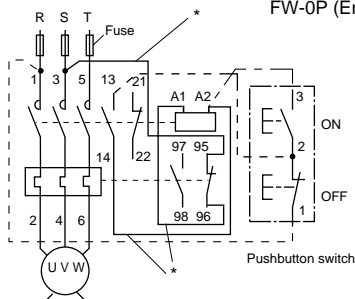 FW-0P (En
R S T
*
Fuse
1 3 5 13 21
A1 A2
3
ON
97 95
2
14 22
OFF
98 96
1
2 4 6
U V W
*
Pushbutton switch